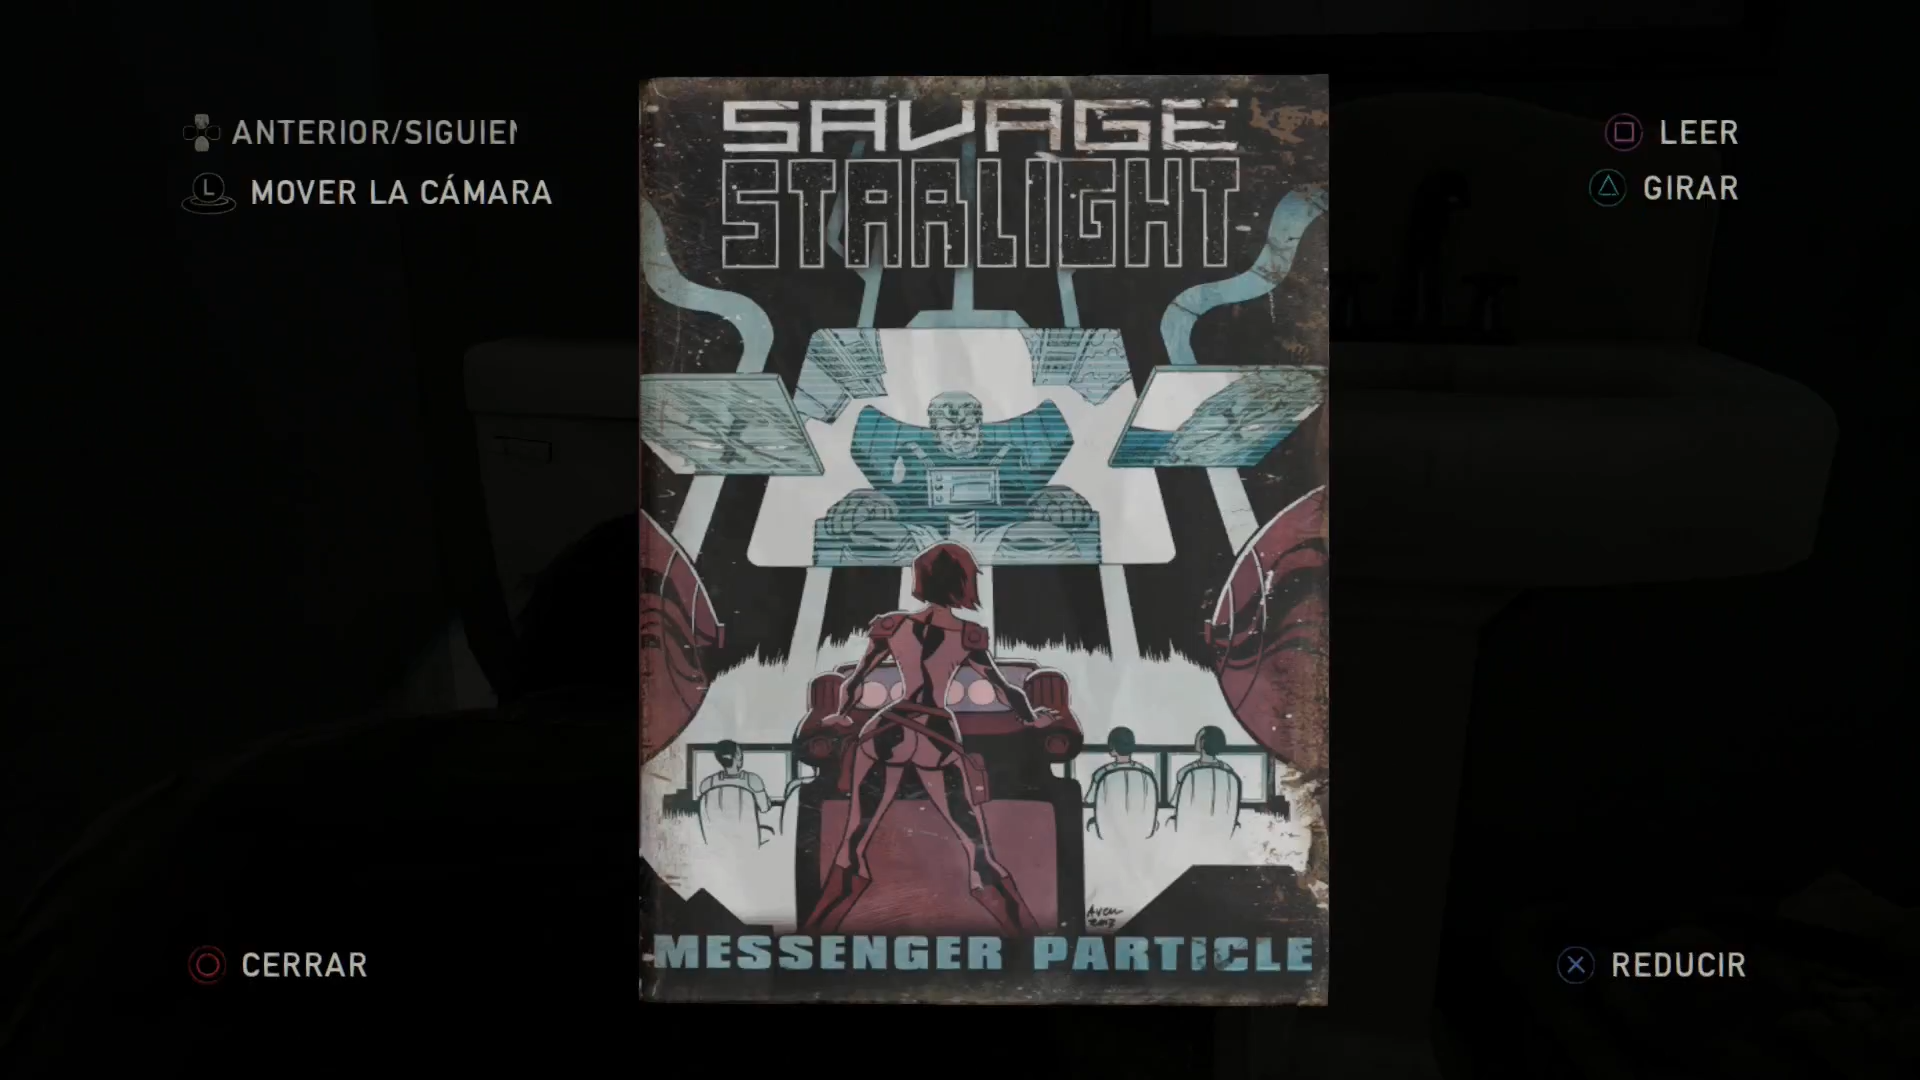 ANTERIOR/SIGUIEN
L MOVER LA CÁMARA
LEER
GIRAR
SAVAGE
STARLIGHT
MESSENGER PARTICLE
CERRAR
REDUCIR